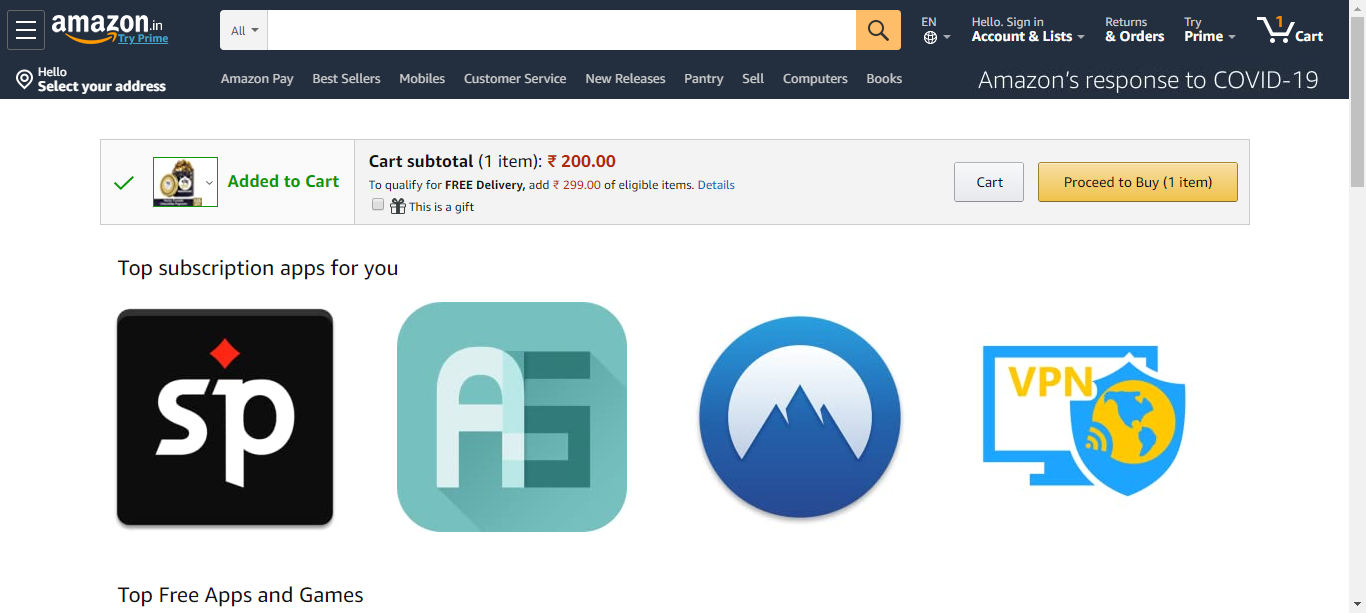 amazon.in
Try Prime
All
EN
Hello. Sign in
Account & Lists
Returns
& Orders
Try
Prime
1
Cart
Hello
Select your address
Amazon Pay
Best Sellers
Mobiles
Customer Service
New Releases
Pantry
Sell
Computers
Books
Amazon's response to COVID-19
Added to Cart
Cart subtotal (1 item): ₹ 200.00
To qualify for FREE Delivery, add ₹ 299.00 of eligible items. Details
This is a gift
Cart
Proceed to Buy (1 item)
Top subscription apps for you
sp
AS
VPN
Top Free Apps and Games